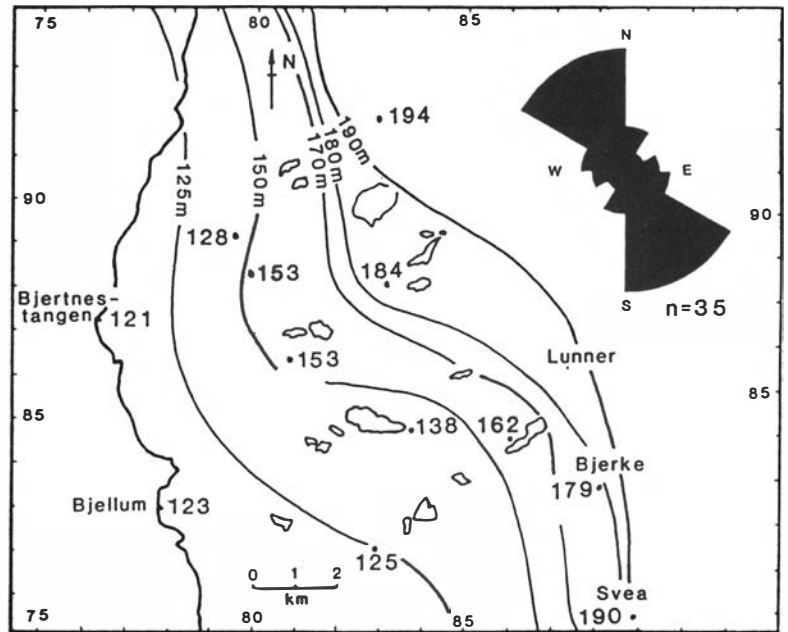 75
80
85
N
N
194
190m
180m
170m
150m
125m
W
E
90
90
128
153
184
S
n=35
Bjertnes-
tangen 121
153
Lunner
85
85
138
162
Bjerke
179
Bjellum 123
125
0 1 2
km
Svea
190
75
80
85
75